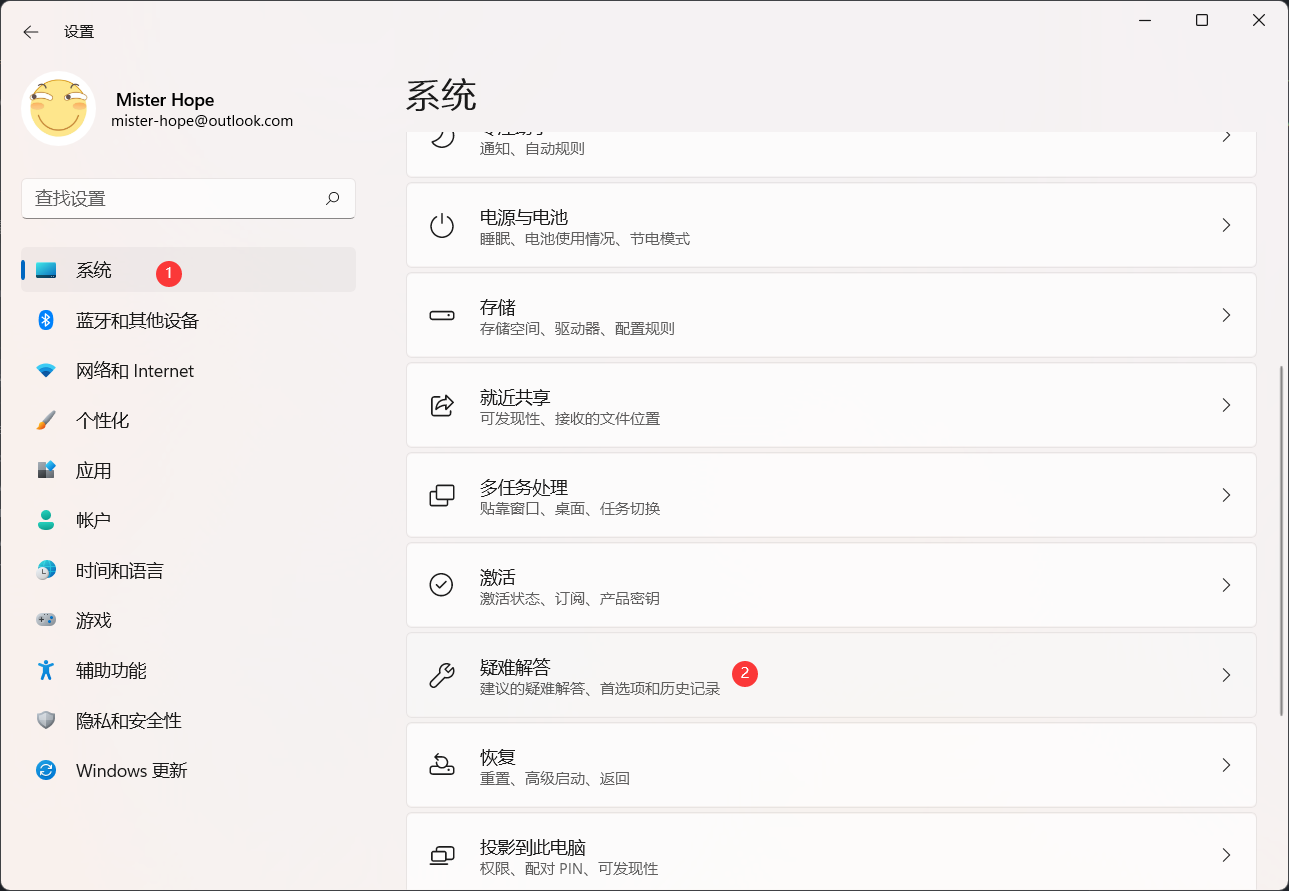 设置
Mister Hope
mister-hope@outlook.com
查找设置
系统
1
蓝牙和其他设备
网络和 Internet
个性化
应用
帐户
时间和语言
游戏
辅助功能
隐私和安全性
Windows 更新
系统
通知、自动规则
电源与电池
睡眠、电池使用情况、节电模式
存储
存储空间、驱动器、配置规则
就近共享
可发现性、接收的文件位置
多任务处理
贴靠窗口、桌面、任务切换
激活
激活状态、订阅、产品密钥
疑难解答
建议的疑难解答、首选项和历史记录
2
恢复
重置、高级启动、返回
投影到此电脑
权限、配对 PIN、可发现性